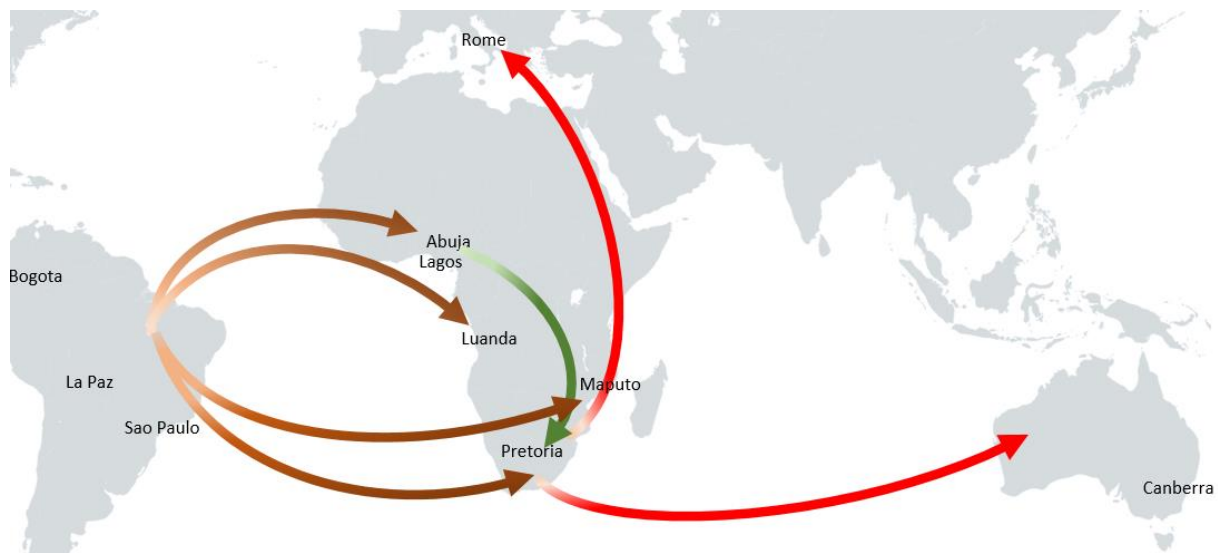 Rome
Abuja
Lagos
Bogota
Luanda
La Paz
Maputo
Sao Paulo
Pretoria
Canberra